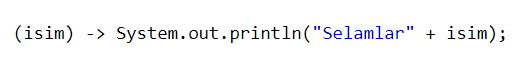 (isim) -> System.out.println("Selamlar" + isim);